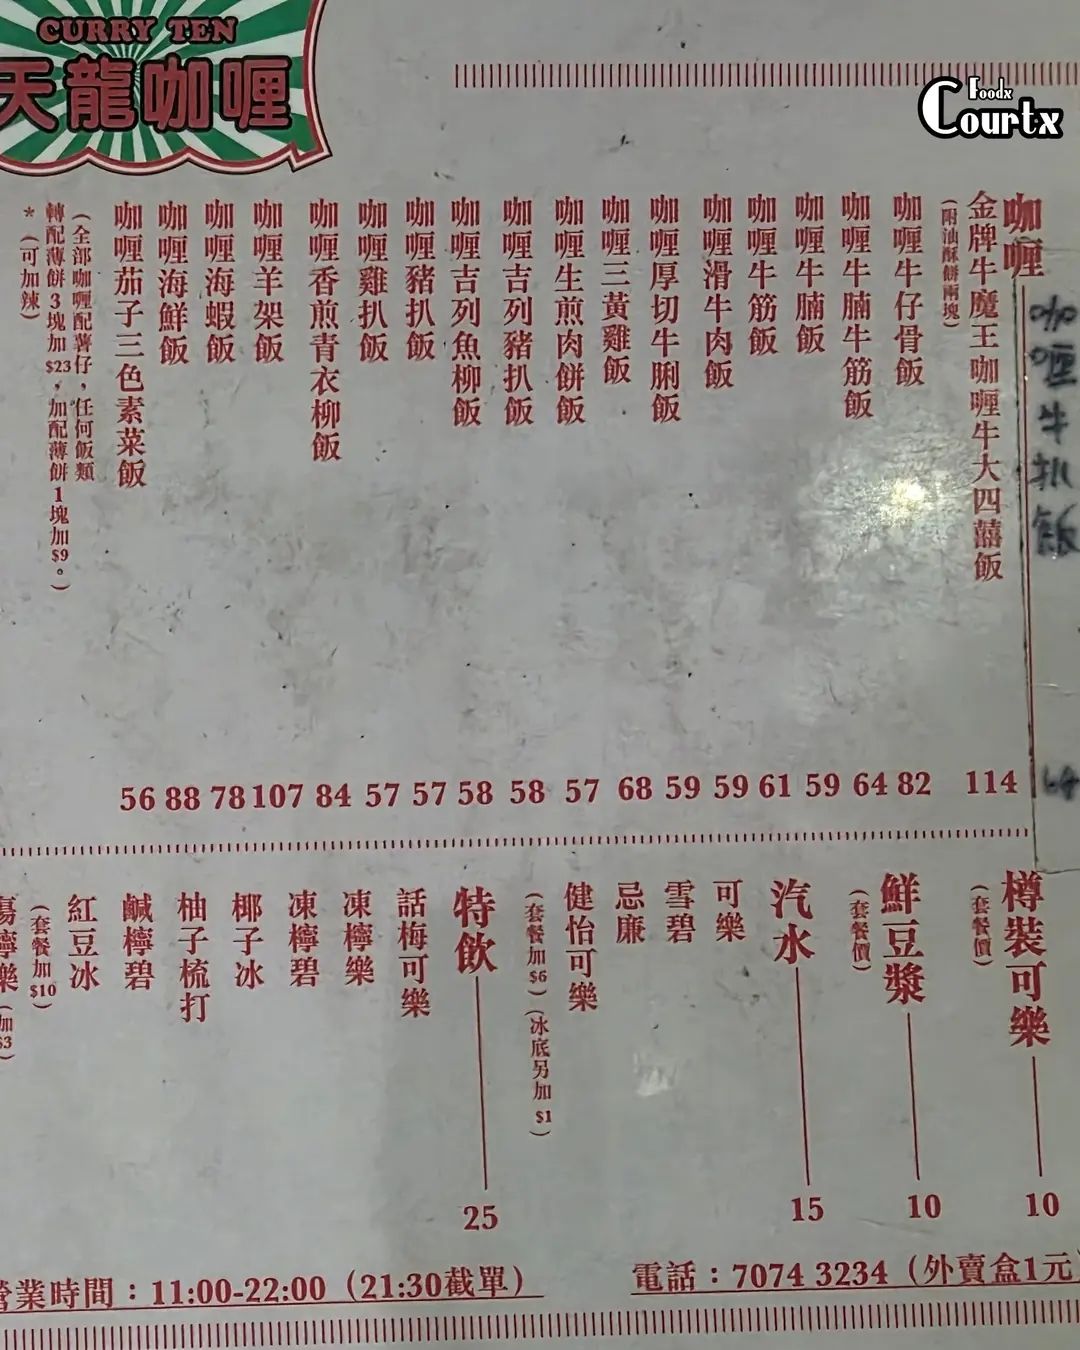 CURRY TEN
天龍咖喱
Foodx
Courtx
咖喱牛扒飯
咖喱
金牌牛魔王咖喱牛大四囍飯
(附油酥餅兩塊)
114
咖喱牛仔骨飯
82
咖喱牛腩牛筋飯
64
咖喱牛腩飯
59
咖喱牛筋飯
61
咖喱滑牛肉飯
59
咖喱厚切牛脷飯
59
咖喱三黃雞飯
68
咖喱生煎肉餅飯
57
咖喱吉列豬扒飯
58
咖喱吉列魚柳飯
58
咖喱豬扒飯
57
咖喱雞扒飯
57
咖喱香煎青衣柳飯
84
咖喱羊架飯
107
咖喱海蝦飯
78
咖喱海鮮飯
88
咖喱茄子三色素菜飯
56
(全部咖喱配薯仔，任何飯類
轉配薄餅3塊加$23，加配薄餅1塊加$9。)
*(可加辣)
樽裝可樂
(套餐價)
10
鮮豆漿
(套餐價)
10
汽水
15
可樂
雪碧
忌廉
健怡可樂
(套餐加$6)(冰底另加$1)
特飲
25
話梅可樂
凍檸樂
凍檸碧
椰子冰
柚子梳打
鹹檸碧
紅豆冰
(套餐加$10)
檸樂(加$3)
營業時間：11:00-22:00（21:30截單）
電話：7074 3234（外賣盒1元